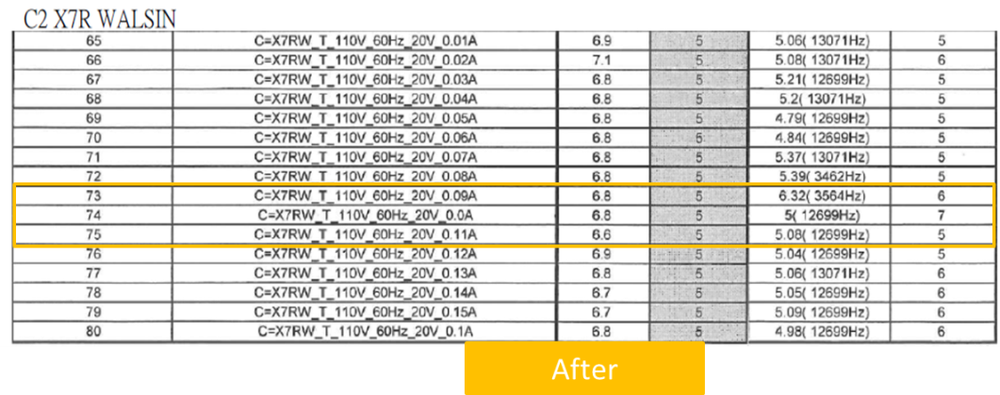 C2 X7R WALSIN
65 C=X7RW_T_110V_60Hz_20V_0.01A 6.9 5 5.06( 13071Hz) 5
66 C=X7RW_T_110V_60Hz_20V_0.02A 7.1 5 5.08( 13071Hz) 6
67 C=X7RW_T_110V_60Hz_20V_0.03A 6.8 5 5.21( 12699Hz) 5
68 C=X7RW_T_110V_60Hz_20V_0.04A 6.8 5 5.2( 13071Hz) 5
69 C=X7RW_T_110V_60Hz_20V_0.05A 6.8 5 4.79( 12699Hz) 5
70 C=X7RW_T_110V_60Hz_20V_0.06A 6.8 5 4.84( 12699Hz) 5
71 C=X7RW_T_110V_60Hz_20V_0.07A 6.8 5 5.37( 13071Hz) 5
72 C=X7RW_T_110V_60Hz_20V_0.08A 6.8 5 5.39( 3462Hz) 5
73 C=X7RW_T_110V_60Hz_20V_0.09A 6.8 5 6.32( 3564Hz) 6
74 C=X7RW_T_110V_60Hz_20V_0.0A 6.8 5 5( 12699Hz) 7
75 C=X7RW_T_110V_60Hz_20V_0.11A 6.6 5 5.08( 12699Hz) 5
76 C=X7RW_T_110V_60Hz_20V_0.12A 6.9 5 5.04( 12699Hz) 5
77 C=X7RW_T_110V_60Hz_20V_0.13A 6.8 5 5.06( 13071Hz) 6
78 C=X7RW_T_110V_60Hz_20V_0.14A 6.7 5 5.05( 12699Hz) 6
79 C=X7RW_T_110V_60Hz_20V_0.15A 6.7 5 5.09( 12699Hz) 6
80 C=X7RW_T_110V_60Hz_20V_0.1A 6.8 5 4.98( 12699Hz) 6
After